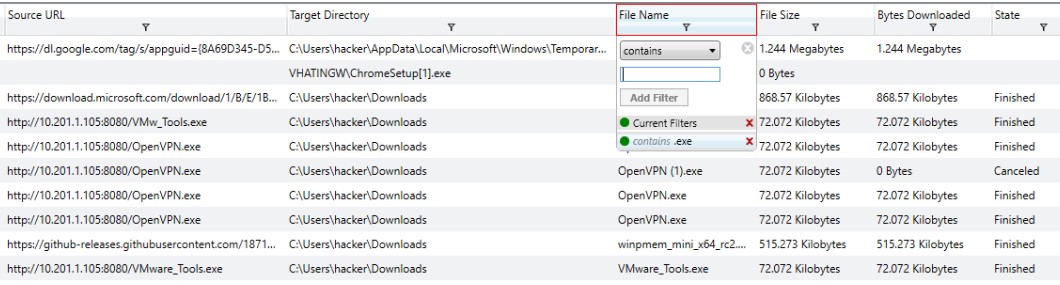 Source URL Target Directory File Name File Size Bytes Downloaded State
https://dl.google.com/tag/s/appguid={8A69D345-D5... C:\Users\hacker\AppData\Local\Microsoft\Windows\Temporar... contains 1.244 Megabytes 1.244 Megabytes
VHATINGW\ChromeSetup[1].exe 0 Bytes
https://download.microsoft.com/download/1/B/E/1B... C:\Users\hacker\Downloads Add Filter 868.57 Kilobytes 868.57 Kilobytes Finished
http://10.201.1.105:8080/VMw_Tools.exe C:\Users\hacker\Downloads Current Filters 72.072 Kilobytes 72.072 Kilobytes Finished
http://10.201.1.105:8080/OpenVPN.exe C:\Users\hacker\Downloads contains .exe 72.072 Kilobytes 72.072 Kilobytes Finished
http://10.201.1.105:8080/OpenVPN.exe C:\Users\hacker\Downloads OpenVPN (1).exe 72.072 Kilobytes 0 Bytes Canceled
http://10.201.1.105:8080/OpenVPN.exe C:\Users\hacker\Downloads OpenVPN.exe 72.072 Kilobytes 72.072 Kilobytes Finished
http://10.201.1.105:8080/OpenVPN.exe C:\Users\hacker\Downloads OpenVPN.exe 72.072 Kilobytes 72.072 Kilobytes Finished
https://github-releases.githubusercontent.com/1871... C:\Users\hacker\Downloads winpmem_mini_x64_rc2.... 515.273 Kilobytes 515.273 Kilobytes Finished
http://10.201.1.105:8080/VMware_Tools.exe C:\Users\hacker\Downloads VMware_Tools.exe 72.072 Kilobytes 72.072 Kilobytes Finished